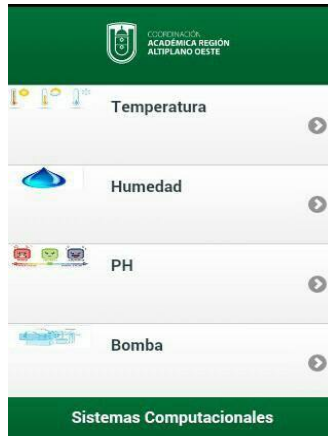 COORDINACIÓN
ACADÉMICA REGIÓN
ALTIPLANO OESTE
Temperatura
Humedad
PH
Bomba
Sistemas Computacionales